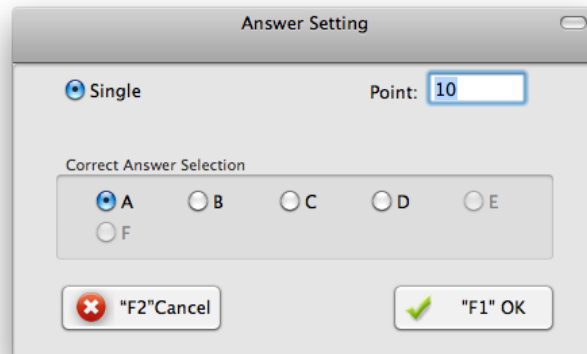 Answer Setting
Single Point: 10
Correct Answer Selection
A B C D E
F
"F2"Cancel "F1" OK